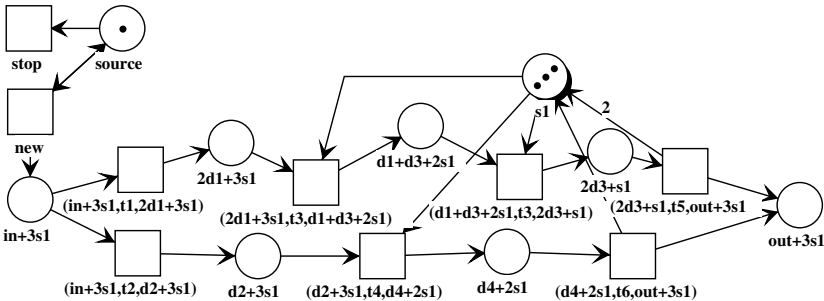 stop
source
s1
2
new
2d1+3s1
d1+d3+2s1
2d3+s1
in+3s1
(in+3s1,t1,2d1+3s1)
(2d1+3s1,t3,d1+d3+2s1)
(d1+d3+2s1,t3,2d3+s1)
(2d3+s1,t5,out+3s1
out+3s1
(in+3s1,t2,d2+3s1)
d2+3s1
(d2+3s1,t4,d4+2s1)
d4+2s1
(d4+2s1,t6,out+3s1)